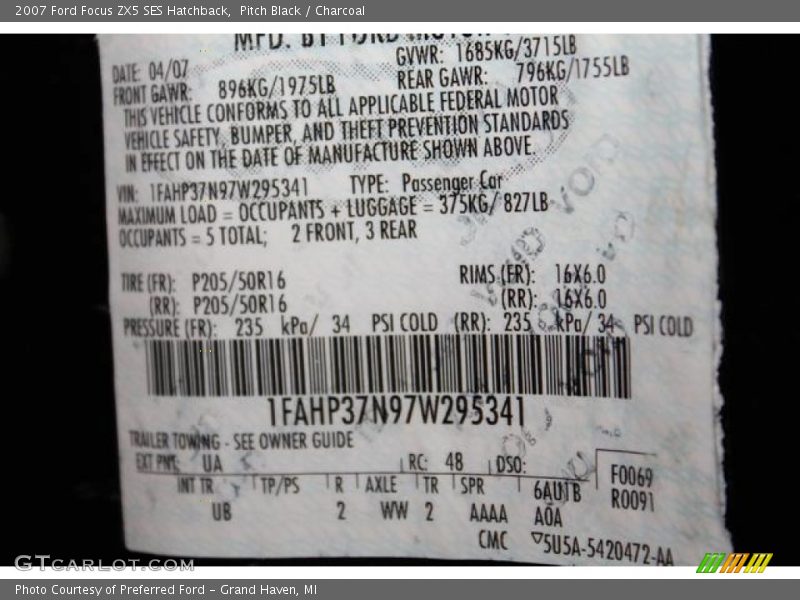 2007 Ford Focus ZX5 SES Hatchback,  Pitch Black / Charcoal
MFD. BY FORD MOTOR
DATE: 04/07 GVWR: 1685KG/3715LB
FRONT GAWR: 896KG/1975LB REAR GAWR: 796KG/1755LB
THIS VEHICLE CONFORMS TO ALL APPLICABLE FEDERAL MOTOR
VEHICLE SAFETY, BUMPER, AND THEFT PREVENTION STANDARDS
IN EFFECT ON THE DATE OF MANUFACTURE SHOWN ABOVE.
VIN: 1FAHP37N97W295341 TYPE: Passenger Car
MAXIMUM LOAD = OCCUPANTS + LUGGAGE = 375KG/ 827LB
OCCUPANTS = 5 TOTAL; 2 FRONT, 3 REAR
TIRE (FR): P205/50R16 RIMS (FR): 16X6.0
(RR): P205/50R16 (RR): 16X6.0
PRESSURE (FR): 235 kPa/ 34 PSI COLD (RR): 235 kPa/ 34 PSI COLD
1FAHP37N97W295341
TRAILER TOWING - SEE OWNER GUIDE
EXT PNT: UA RC: 48 DSO: F0069
INT TR TP/PS R AXLE TR SPR 6AUTB R0091
UB 2 WW 2 AAAA AOA
CMC 5U5A-5420472-AA
GTcarlot.com
Photo Courtesy of Preferred Ford – Grand Haven, MI